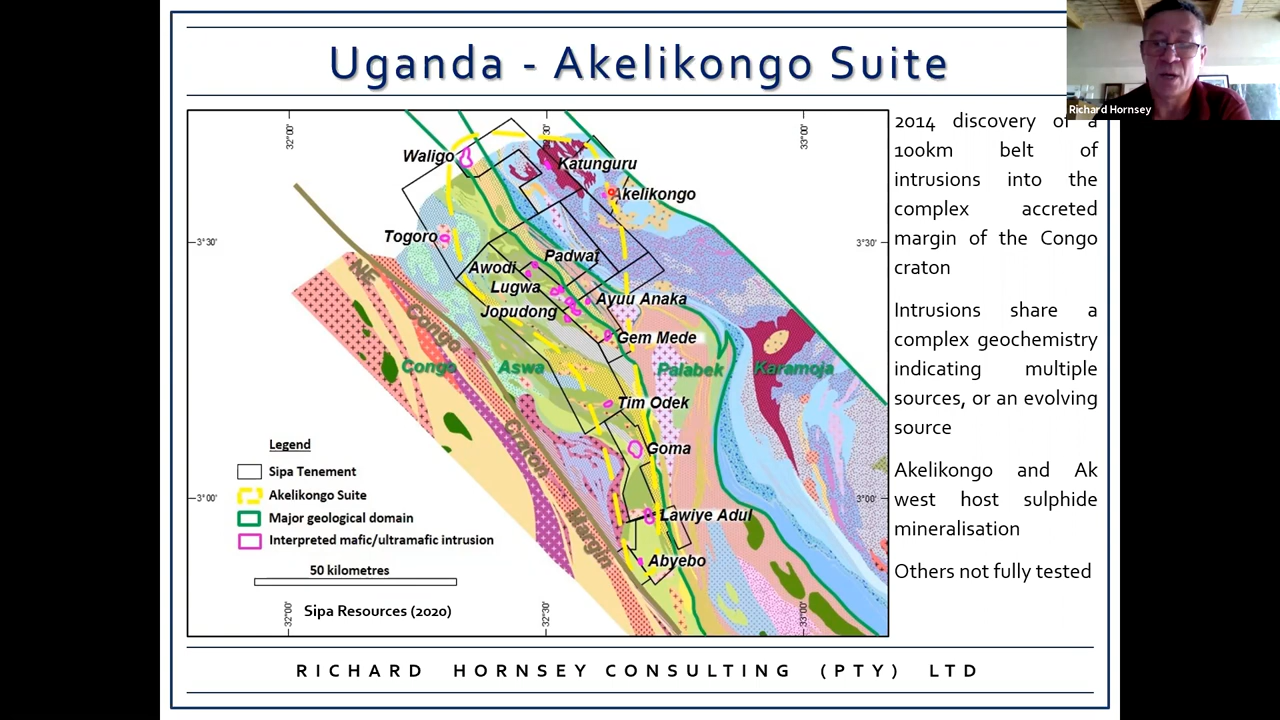 Uganda - Akelikongo Suite
Richard Hornsey
32°00'
32°30'
33°00'
Waligo
Katunguru
Akelikongo
Togoro
3°30'
3°30'
Padwat
Awodi
Lugwa
Ayuu Anaka
Jopudong
Gem Mede
NE
Congo
Craton
Margin
Congo
Aswa
Palabek
Karamoja
Tim Odek
Goma
Lawiye Adul
Abyebo
3°00'
3°00'
Legend
Sipa Tenement
Akelikongo Suite
Major geological domain
Interpreted mafic/ultramafic intrusion
50 kilometres
Sipa Resources (2020)
32°00'
32°30'
33°00'
2014 discovery of a
100km belt of
intrusions into the
complex accreted
margin of the Congo
craton
Intrusions share a
complex geochemistry
indicating multiple
sources, or an evolving
source
Akelikongo and Ak
west host sulphide
mineralisation
Others not fully tested
RICHARD HORNSEY CONSULTING (PTY) LTD